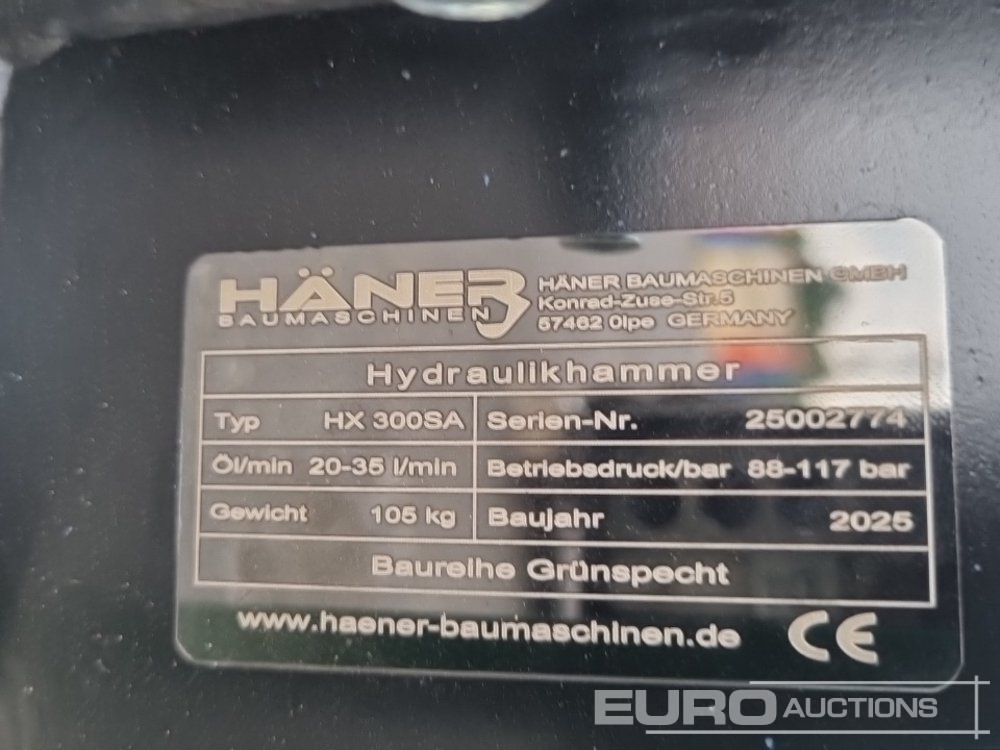 HÄNER
BAUMASCHINEN
HÄNER BAUMASCHINEN GMBH
Konrad-Zuse-Str.5
57462 Olpe GERMANY
Hydraulikhammer
Typ HX 300SA Serien-Nr. 25002774
Öl/min 20-35 l/min Betriebsdruck/bar 88-117 bar
Gewicht 105 kg Baujahr 2025
Baureihe Grünspecht
www.haener-baumaschinen.de CE
EURO AUCTIONS